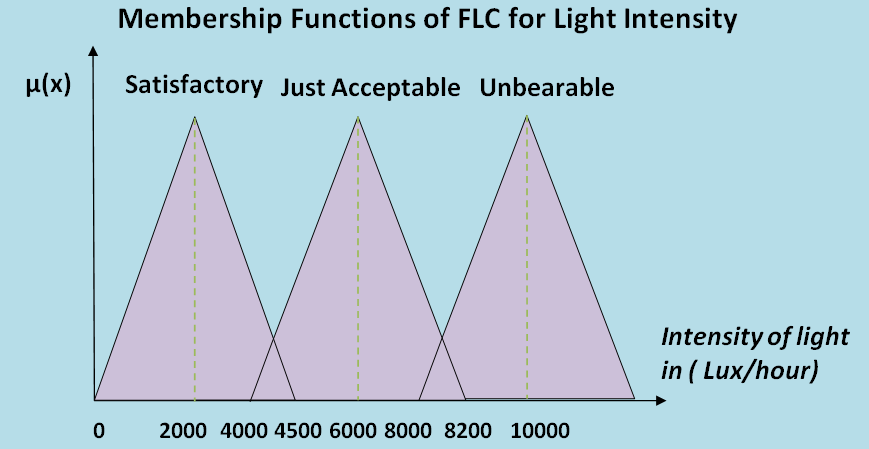 Membership Functions of FLC for Light Intensity
μ(x)
Satisfactory
Just Acceptable
Unbearable
Intensity of light
in ( Lux/hour)
0 2000 4000 4500 6000 8000 8200 10000